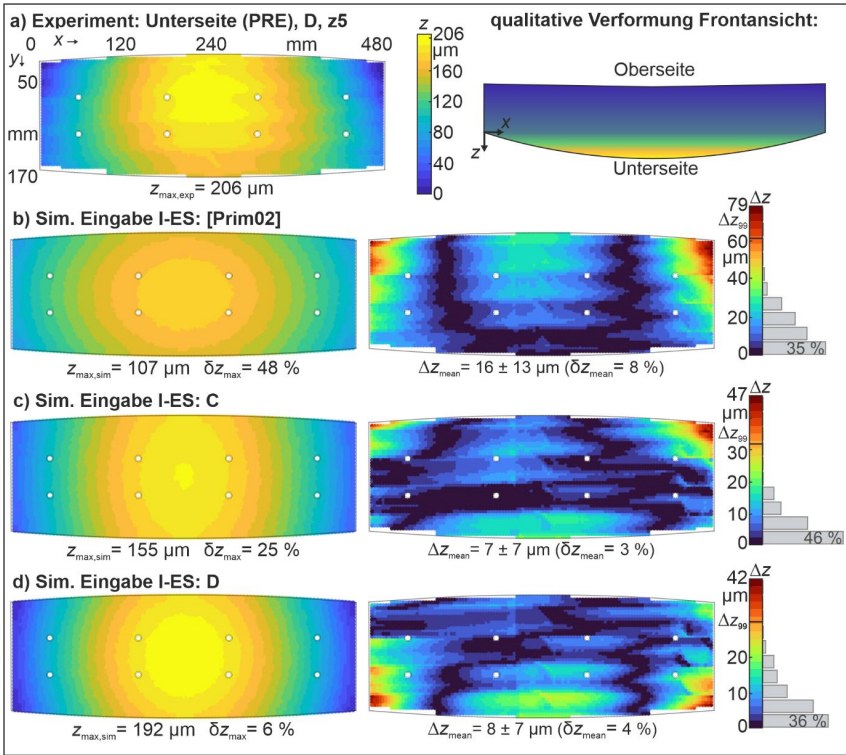 a) Experiment: Unterseite (PRE), D, z5
0 x→ 120 240 mm 480
y↓
50
mm
170
z_max,exp = 206 µm
z
206
µm
160
120
80
40
0
qualitative Verformung Frontansicht:
Oberseite
x
z
Unterseite
b) Sim. Eingabe I-ES: [Prim02]
z_max,sim = 107 µm δz_max = 48 %
Δz_mean = 16 ± 13 µm (δz_mean = 8 %)
79 Δz
Δz_99
60
µm
40
20
0
35 %
c) Sim. Eingabe I-ES: C
z_max,sim = 155 µm δz_max = 25 %
Δz_mean = 7 ± 7 µm (δz_mean = 3 %)
47 Δz
µm
Δz_99
30
20
10
0
46 %
d) Sim. Eingabe I-ES: D
z_max,sim = 192 µm δz_max = 6 %
Δz_mean = 8 ± 7 µm (δz_mean = 4 %)
42 Δz
µm
Δz_99
20
10
0
36 %